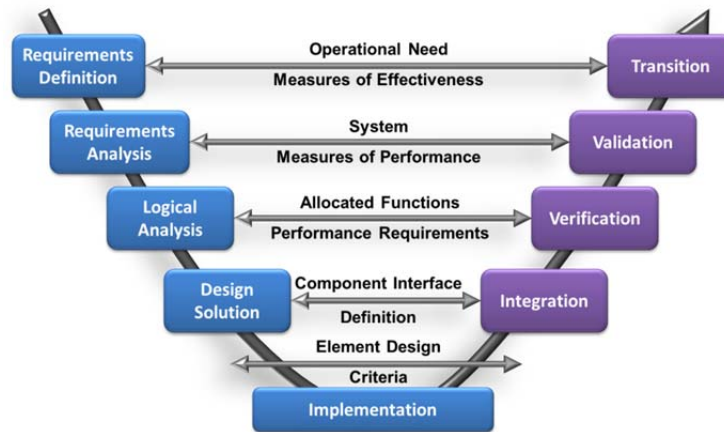 Requirements
Definition
Operational Need
Measures of Effectiveness
Transition
Requirements
Analysis
System
Measures of Performance
Validation
Logical
Analysis
Allocated Functions
Performance Requirements
Verification
Design
Solution
Component Interface
Definition
Integration
Element Design
Criteria
Implementation